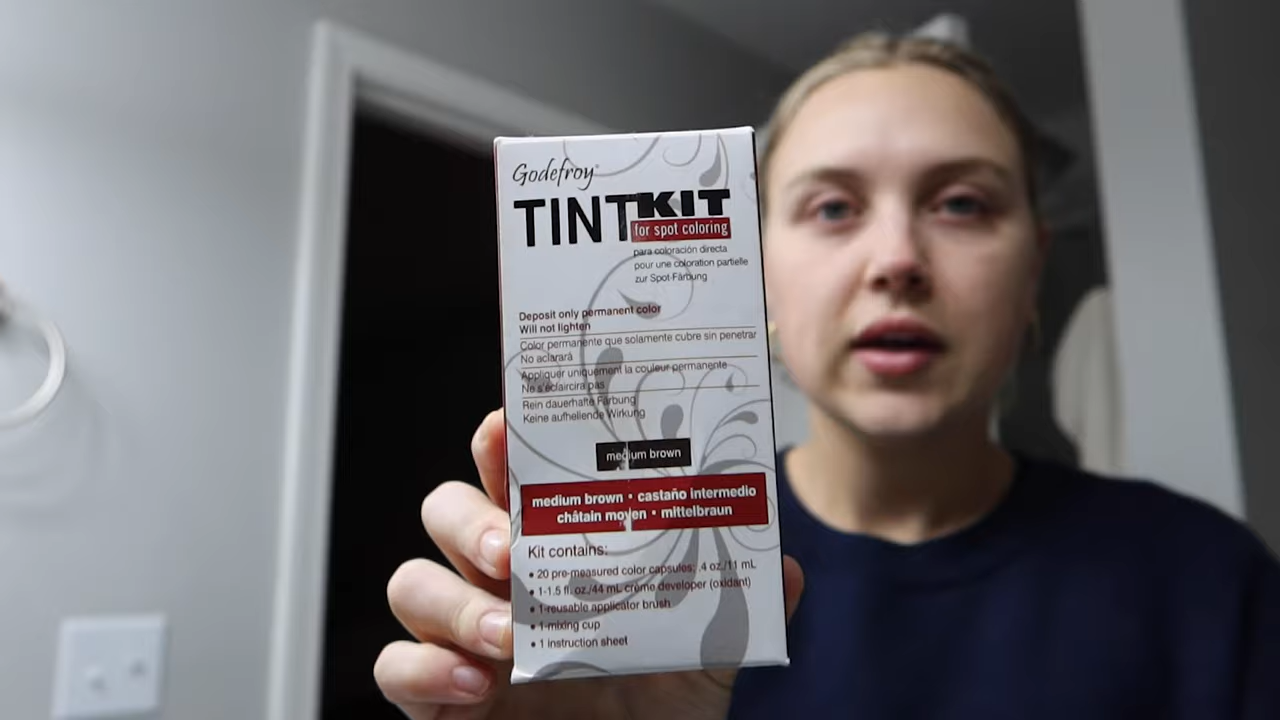 Godefroy®
TINT KIT
for spot coloring
para coloración directa
pour une coloration partielle
zur Spot-Färbung
Deposit only permanent color
Will not lighten
Color permanente que solamente cubre sin penetrar
No aclarará
Appliquer uniquement la couleur permanente
Ne s'éclaircira pas
Rein dauerhafte Färbung
Keine aufhellende Wirkung
medium brown
medium brown • castaño intermedio
châtain moyen • mittelbraun
Kit contains:
• 20 pre-measured color capsules; .4 oz./11 mL
• 1-1.5 fl. oz./44 mL crème developer (oxidant)
• 1-reusable applicator brush
• 1-mixing cup
• 1 instruction sheet